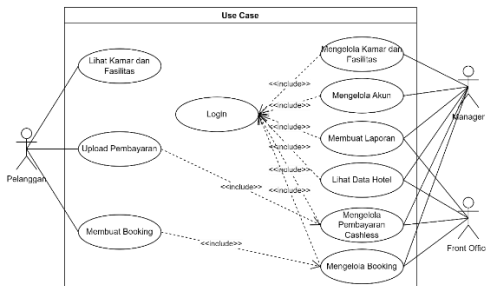 Use Case
Lihat Kamar dan
Fasilitas
Mengelola Kamar dan
Fasilitas
<<include>>
Mengelola Akun
<<include>>
Login
Manager
<<include>>
Membuat Laporan
Upload Pembayaran
<<include>>
Pelanggan
Lihat Data Hotel
<<include>>
<<include>>
Mengelola
Pembayaran
Cashless
Membuat Booking
<<include>>
Front Offic
Mengelola Booking